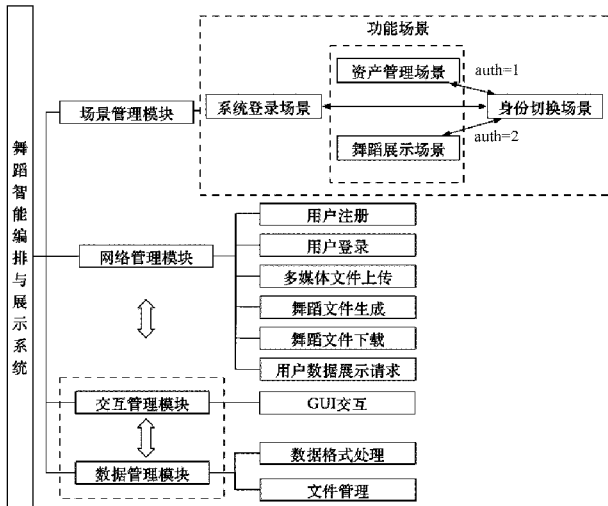 舞蹈智能编排与展示系统
功能场景
资产管理场景
auth=1
场景管理模块
系统登录场景
身份切换场景
舞蹈展示场景
auth=2
用户注册
网络管理模块
用户登录
多媒体文件上传
舞蹈文件生成
舞蹈文件下载
用户数据展示请求
交互管理模块
GUI交互
数据管理模块
数据格式处理
文件管理